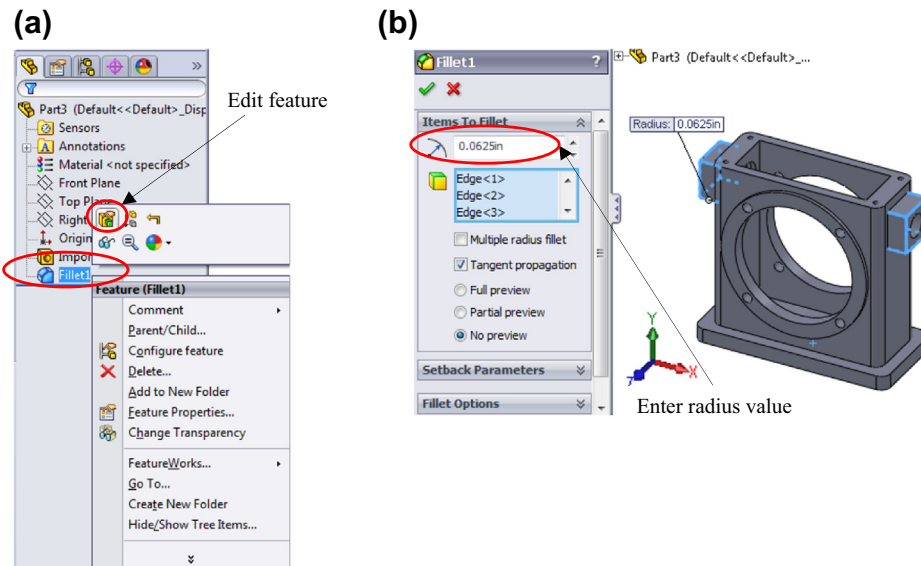 (a)
(b)
»
Part3 (Default<<Default>_Disp
Sensors
A Annotations
Material <not specified>
Front Plane
Top Plane
Right
Origin
Impor
Fillet1
Edit feature
Feature (Fillet1)
Comment
Parent/Child...
Configure feature
Delete...
Add to New Folder
Feature Properties...
Change Transparency
FeatureWorks...
Go To...
Create New Folder
Hide/Show Tree Items...
Fillet1 ?
Items To Fillet
0.0625in
Edge<1>
Edge<2>
Edge<3>
Multiple radius fillet
Tangent propagation
Full preview
Partial preview
No preview
Setback Parameters
Fillet Options
Part3 (Default<<Default>_...
Radius: 0.0625in
Y
X
Enter radius value